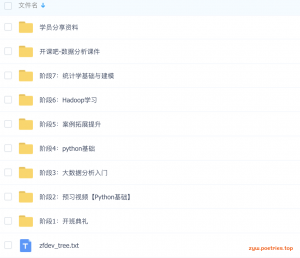 文件名
学员分享资料
开课吧-数据分析课件
阶段7：统计学基础与建模
阶段6：Hadoop学习
阶段5：案例拓展提升
阶段4：python基础
阶段3：大数据分析入门
阶段2：预习视频【Python基础】
阶段1：开班典礼
zfdev_tree.txt
zyu.poetries.top